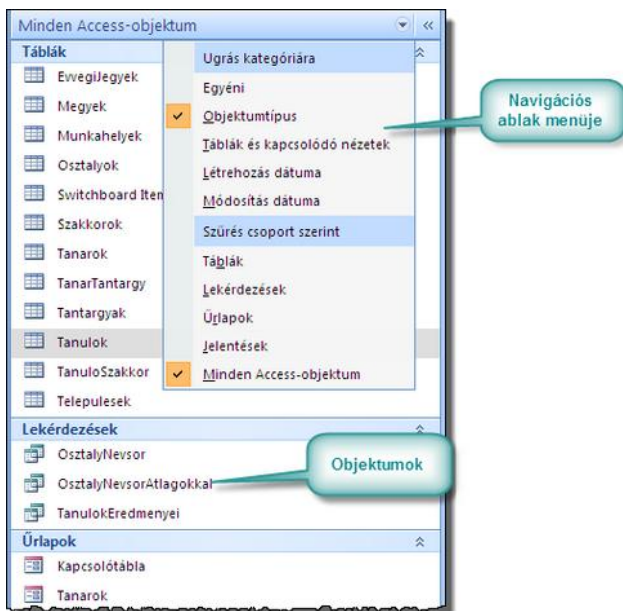 Minden Access-objektum
Táblák
EvvegiJegyek
Megyek
Munkahelyek
Osztalyok
Switchboard Iten
Szakkorok
Tanarok
TanarTantargy
Tantargyak
Tanulok
TanuloSzakkor
Telepulesek
Ugrás kategóriára
Egyéni
Objektumtípus
Táblák és kapcsolódó nézetek
Létrehozás dátuma
Módosítás dátuma
Szűrés csoport szerint
Táblák
Lekérdezések
Űrlapok
Jelentések
Minden Access-objektum
Navigációs
ablak menüje
Lekérdezések
OsztalyNevsor
OsztalyNevsorAtlagokkal
TanulokEredmenyei
Objektumok
Űrlapok
Kapcsolótábla
Tanarok